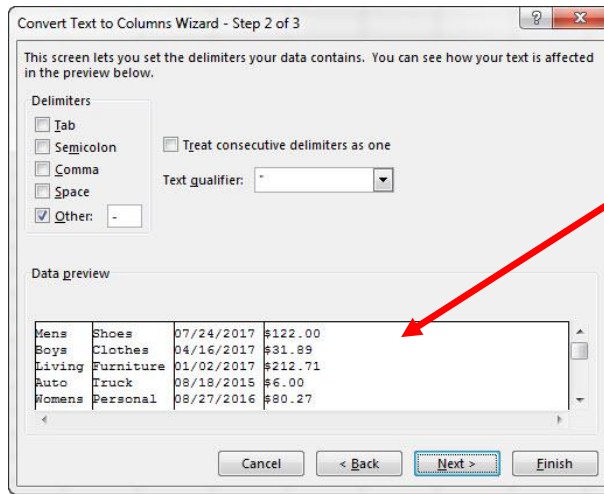 Convert Text to Columns Wizard - Step 2 of 3
This screen lets you set the delimiters your data contains. You can see how your text is affected
in the preview below.
Delimiters
Tab
Semicolon
Comma
Space
Other: -
Treat consecutive delimiters as one
Text qualifier: "
Data preview
Mens Shoes 07/24/2017 $122.00
Boys Clothes 04/16/2017 $31.89
Living Furniture 01/02/2017 $212.71
Auto Truck 08/18/2015 $6.00
Womens Personal 08/27/2016 $80.27
Cancel < Back Next > Finish